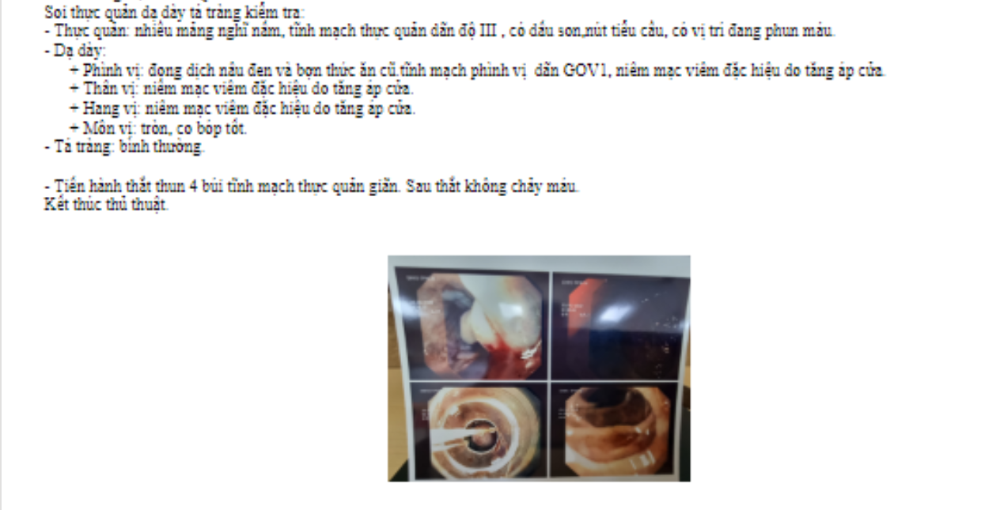 Soi thực quản dạ dày tá tràng kiểm tra:
- Thực quản: nhiều mảng nghĩ nấm, tĩnh mạch thực quản dãn độ III , có dấu son,nút tiểu cầu, có vị trí đang phun máu.
- Dạ dày:
+ Phình vị: đọng dịch nâu đen và bợn thức ăn cũ.tĩnh mạch phình vị dãn GOV1, niêm mạc viêm đặc hiệu do tăng áp cửa.
+ Thân vị: niêm mạc viêm đặc hiệu do tăng áp cửa.
+ Hang vị: niêm mạc viêm đặc hiệu do tăng áp cửa.
+ Môn vị: tròn, co bóp tốt.
- Tá tràng: bình thường.
- Tiến hành thắt thun 4 búi tĩnh mạch thực quản giãn. Sau thắt không chảy máu.
Kết thúc thủ thuật.